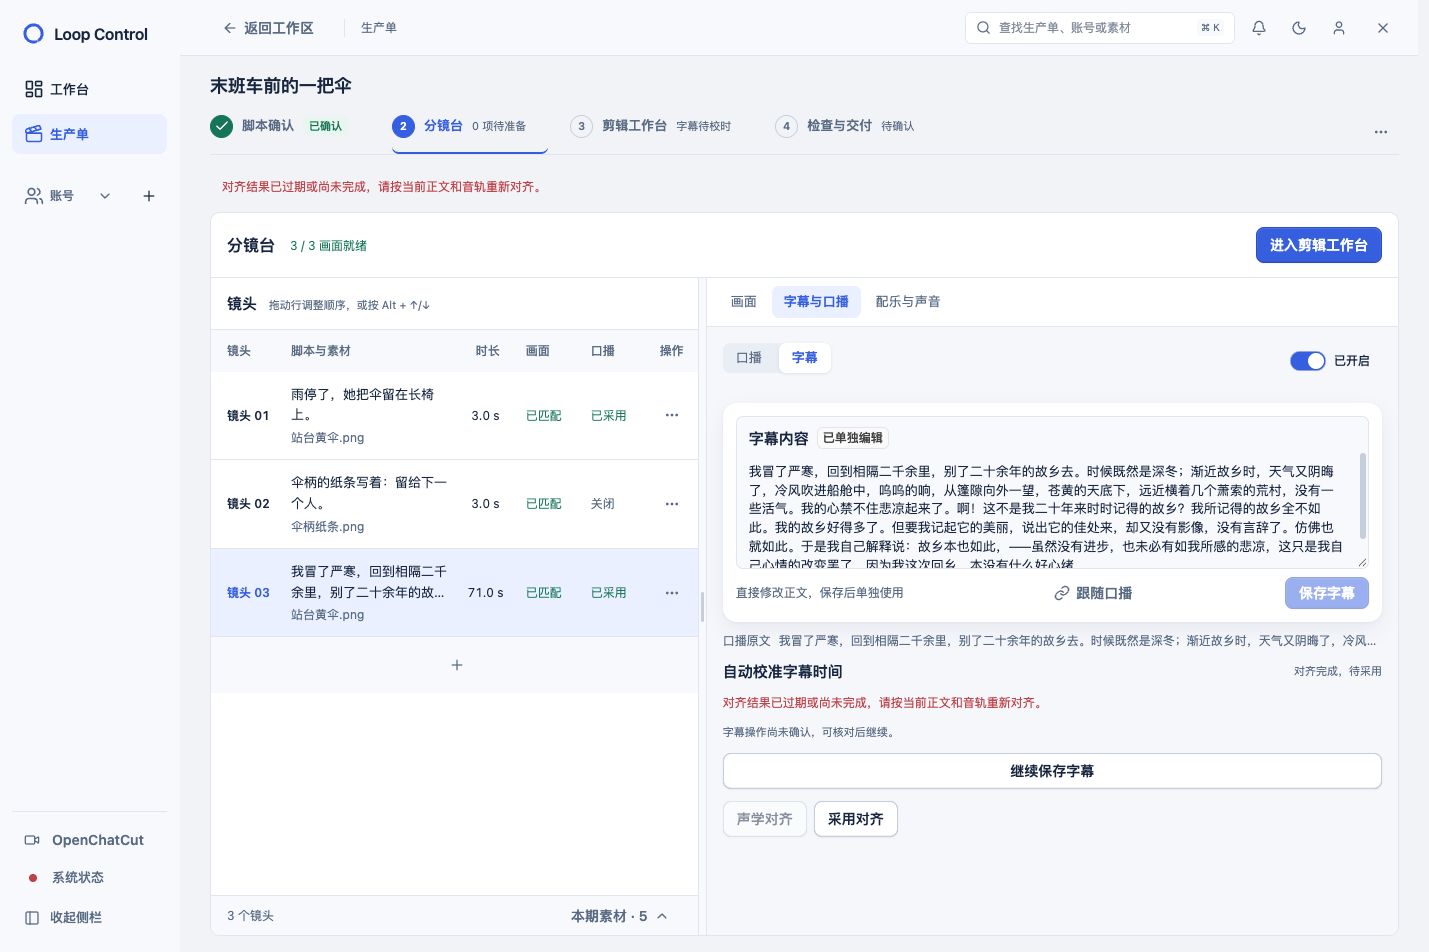 Loop Control
工作台
生产单
账号
OpenChatCut
系统状态
收起侧栏
返回工作区
生产单
查找生产单、账号或素材
⌘ K
末班车前的一把伞
脚本确认 已确认
2 分镜台 0 项待准备
3 剪辑工作台 字幕待校时
4 检查与交付 待确认
对齐结果已过期或尚未完成，请按当前正文和音轨重新对齐。
分镜台 3 / 3 画面就绪
进入剪辑工作台
镜头 拖动行调整顺序，或按 Alt + ↑/↓
镜头 脚本与素材 时长 画面 口播 操作
镜头 01
雨停了，她把伞留在长椅
上。
站台黄伞.png
3.0 s
已匹配
已采用
镜头 02
伞柄的纸条写着：留给下一
个人。
伞柄纸条.png
3.0 s
已匹配
关闭
镜头 03
我冒了严寒，回到相隔二千
余里，别了二十余年的故...
站台黄伞.png
71.0 s
已匹配
已采用
3 个镜头
本期素材 · 5
画面
字幕与口播
配乐与声音
口播
字幕
已开启
字幕内容 已单独编辑
我冒了严寒，回到相隔二千余里，别了二十余年的故乡去。时候既然是深冬；渐近故乡时，天气又阴晦
了，冷风吹进船舱中，呜呜的响，从篷隙向外一望，苍黄的天底下，远近横着几个萧索的荒村，没有一
些活气。我的心禁不住悲凉起来了。啊！这不是我二十年来时时记得的故乡？我所记得的故乡全不如
此。我的故乡好得多了。但要我记起它的美丽，说出它的佳处来，却又没有影像，没有言辞了。仿佛也
就如此。于是我自己解释说：故乡本也如此，——虽然没有进步，也未必有如我所感的悲凉，这只是我自
己心情的改变罢了，因为我这次回乡，本没有什么好心绪
直接修改正文，保存后单独使用
跟随口播
保存字幕
口播原文 我冒了严寒，回到相隔二千余里，别了二十余年的故乡去。时候既然是深冬；渐近故乡时，天气又阴晦了，冷风...
自动校准字幕时间
对齐完成，待采用
对齐结果已过期或尚未完成，请按当前正文和音轨重新对齐。
字幕操作尚未确认，可核对后继续。
继续保存字幕
声学对齐
采用对齐